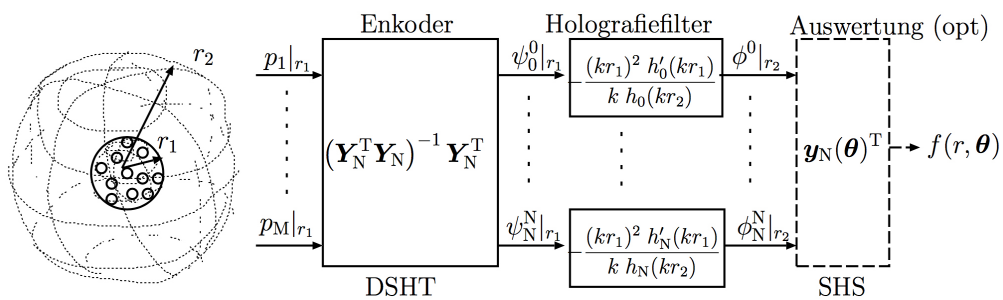 Enkoder Holografiefilter Auswertung (opt)
r₂
r₁
p₁|r₁
ψ₀⁰|r₁
−(kr₁)² h′₀(kr₁) / k h₀(kr₂)
ϕ⁰|r₂
(Y_N^T Y_N)⁻¹ Y_N^T
y_N(θ)^T
f(r, θ)
p_M|r₁
ψ_N^N|r₁
−(kr₁)² h′_N(kr₁) / k h_N(kr₂)
ϕ_N^N|r₂
DSHT SHS